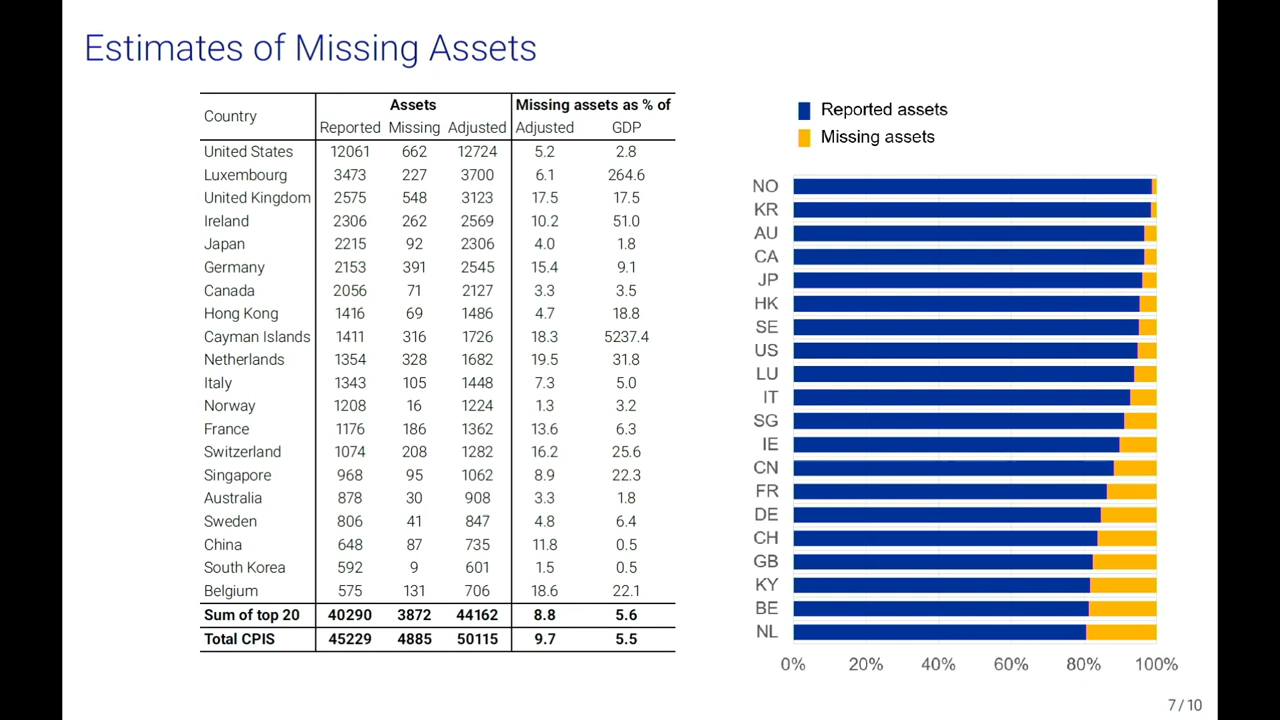 Estimates of Missing Assets
Country Assets Missing assets as % of
Reported Missing Adjusted Adjusted GDP
United States 12061 662 12724 5.2 2.8
Luxembourg 3473 227 3700 6.1 264.6
United Kingdom 2575 548 3123 17.5 17.5
Ireland 2306 262 2569 10.2 51.0
Japan 2215 92 2306 4.0 1.8
Germany 2153 391 2545 15.4 9.1
Canada 2056 71 2127 3.3 3.5
Hong Kong 1416 69 1486 4.7 18.8
Cayman Islands 1411 316 1726 18.3 5237.4
Netherlands 1354 328 1682 19.5 31.8
Italy 1343 105 1448 7.3 5.0
Norway 1208 16 1224 1.3 3.2
France 1176 186 1362 13.6 6.3
Switzerland 1074 208 1282 16.2 25.6
Singapore 968 95 1062 8.9 22.3
Australia 878 30 908 3.3 1.8
Sweden 806 41 847 4.8 6.4
China 648 87 735 11.8 0.5
South Korea 592 9 601 1.5 0.5
Belgium 575 131 706 18.6 22.1
Sum of top 20 40290 3872 44162 8.8 5.6
Total CPIS 45229 4885 50115 9.7 5.5
Reported assets
Missing assets
NO
KR
AU
CA
JP
HK
SE
US
LU
IT
SG
IE
CN
FR
DE
CH
GB
KY
BE
NL
0% 20% 40% 60% 80% 100%
7 / 10